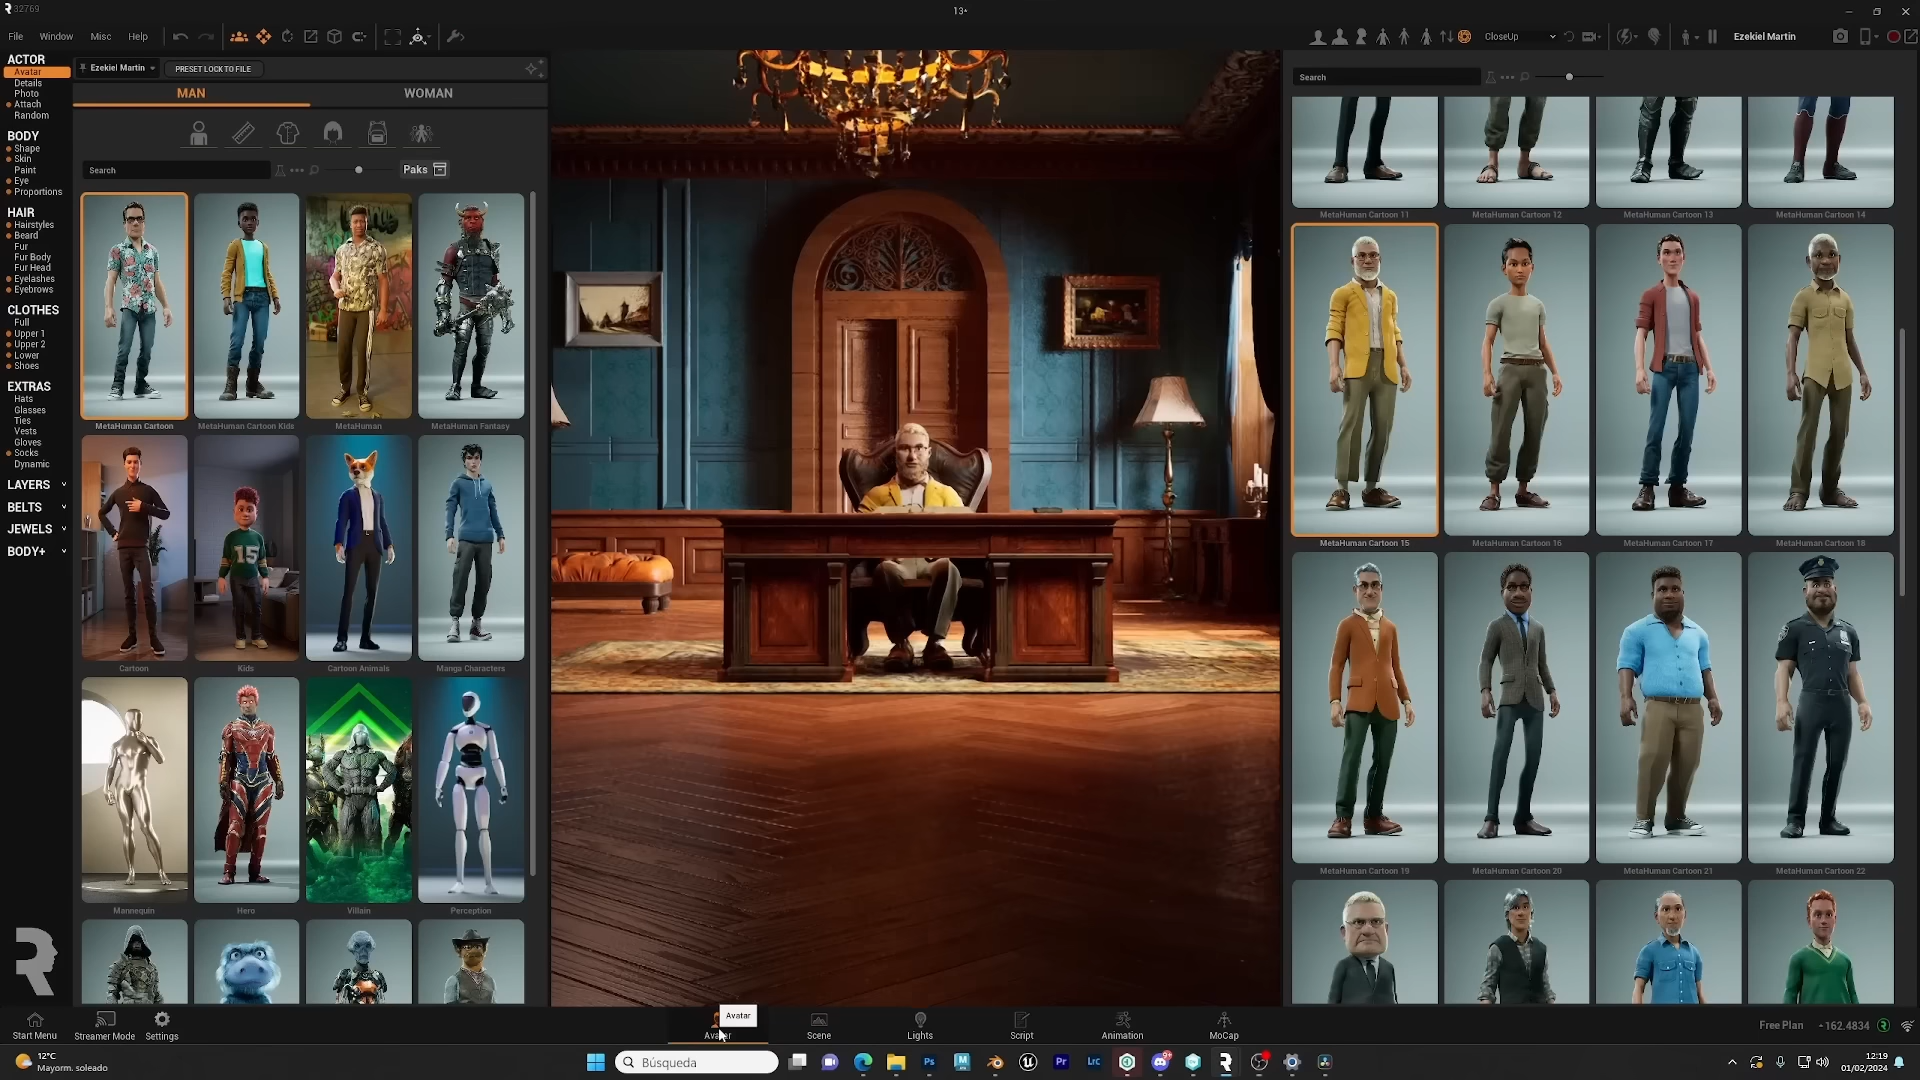 32769
13*
File
Window
Misc
Help
CloseUp
Ezekiel Martin
ACTOR
Avatar
Details
Photo
Attach
Random
BODY
Shape
Skin
Paint
Eye
Proportions
HAIR
Hairstyles
Beard
Fur
Fur Body
Fur Head
Eyelashes
Eyebrows
CLOTHES
Full
Upper 1
Upper 2
Lower
Shoes
EXTRAS
Hats
Glasses
Ties
Vests
Gloves
Socks
Dynamic
LAYERS
BELTS
JEWELS
BODY+
Ezekiel Martin
PRESET LOCK TO FILE
MAN
WOMAN
Search
Paks
MetaHuman Cartoon
MetaHuman Cartoon Kids
MetaHuman
MetaHuman Fantasy
15
Cartoon
Kids
Cartoon Animals
Manga Characters
Mannequin
Hero
Villain
Perception
Search
MetaHuman Cartoon 11
MetaHuman Cartoon 12
MetaHuman Cartoon 13
MetaHuman Cartoon 14
MetaHuman Cartoon 15
MetaHuman Cartoon 16
MetaHuman Cartoon 17
MetaHuman Cartoon 18
MetaHuman Cartoon 19
MetaHuman Cartoon 20
MetaHuman Cartoon 21
MetaHuman Cartoon 22
Start Menu
Streamer Mode
Settings
Avatar
Avatar
Scene
Lights
Script
Animation
MoCap
Free Plan
-162.4834
12°C
Mayorm. soleado
Búsqueda
Ps
Pr
Lrc
9+
12:19
01/02/2024